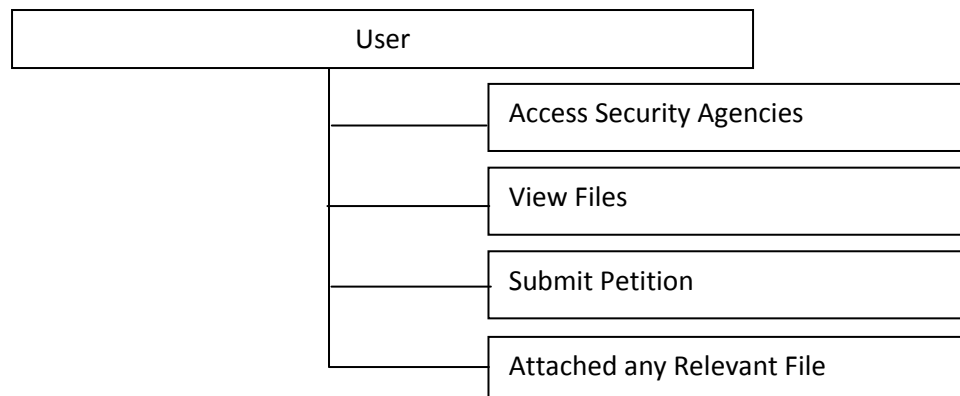 User
Access Security Agencies
View Files
Submit Petition
Attached any Relevant File